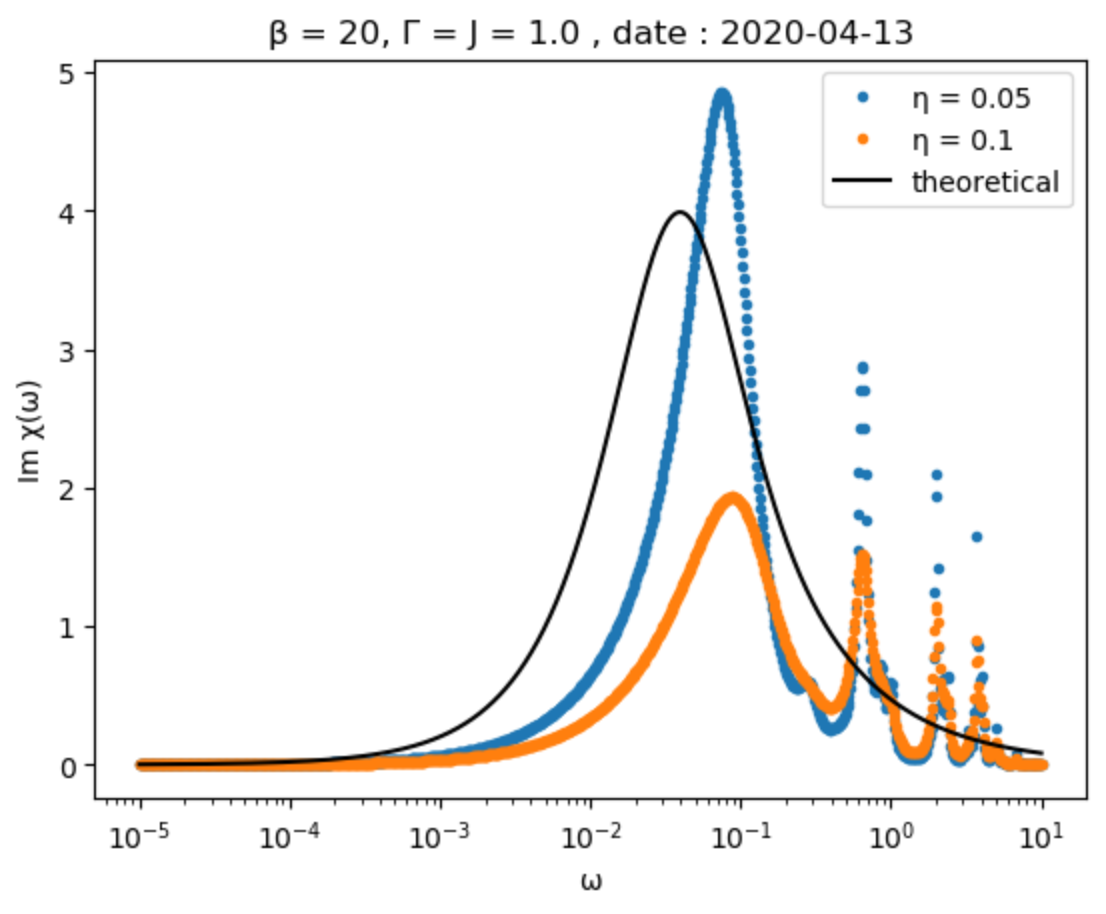 β = 20, Γ = J = 1.0 , date : 2020-04-13
η = 0.05
η = 0.1
theoretical
Im χ(ω)
5
4
3
2
1
0
10⁻⁵ 10⁻⁴ 10⁻³ 10⁻² 10⁻¹ 10⁰ 10¹
ω